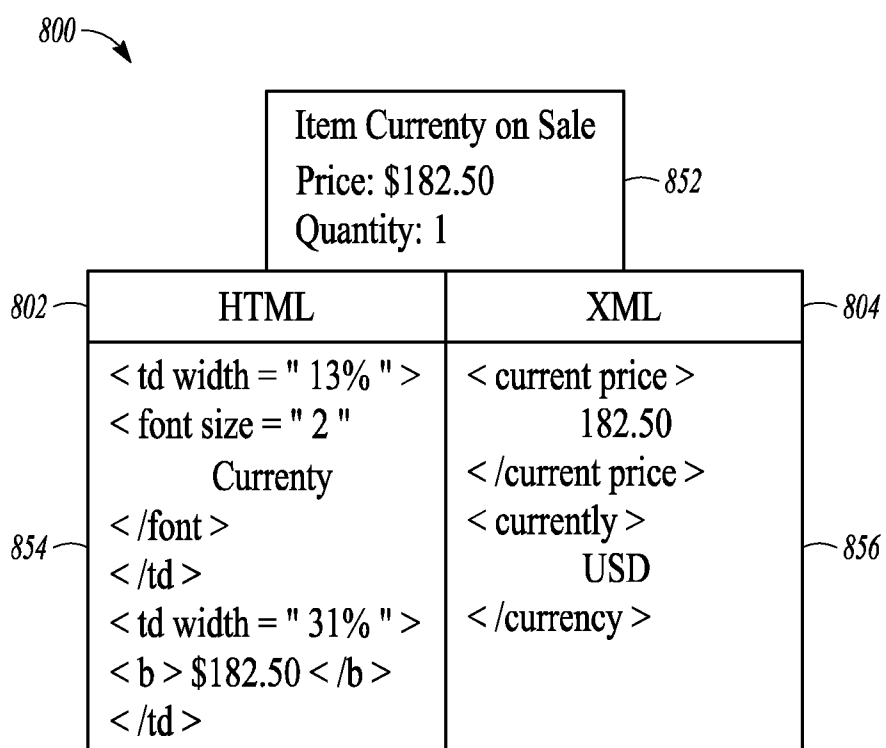 800
Item Currenty on Sale
Price: $182.50
852
Quantity: 1
802
HTML
XML
804
< td width = " 13% " >
< font size = " 2 "
Currenty
< /font >
854
< /td >
< td width = " 31% " >
< b > $182.50 < /b >
< /td >
< current price >
182.50
< /current price >
< currently >
856
USD
< /currency >